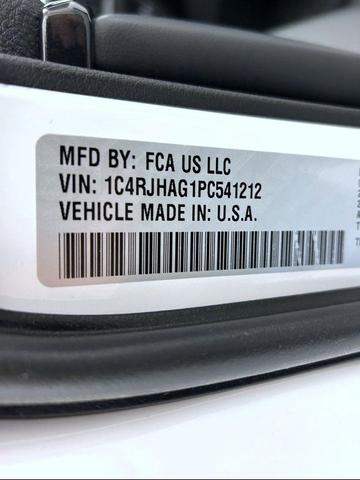 MFD BY: FCA US LLC
VIN: 1C4RJHAG1PC541212
VEHICLE MADE IN: U.S.A.